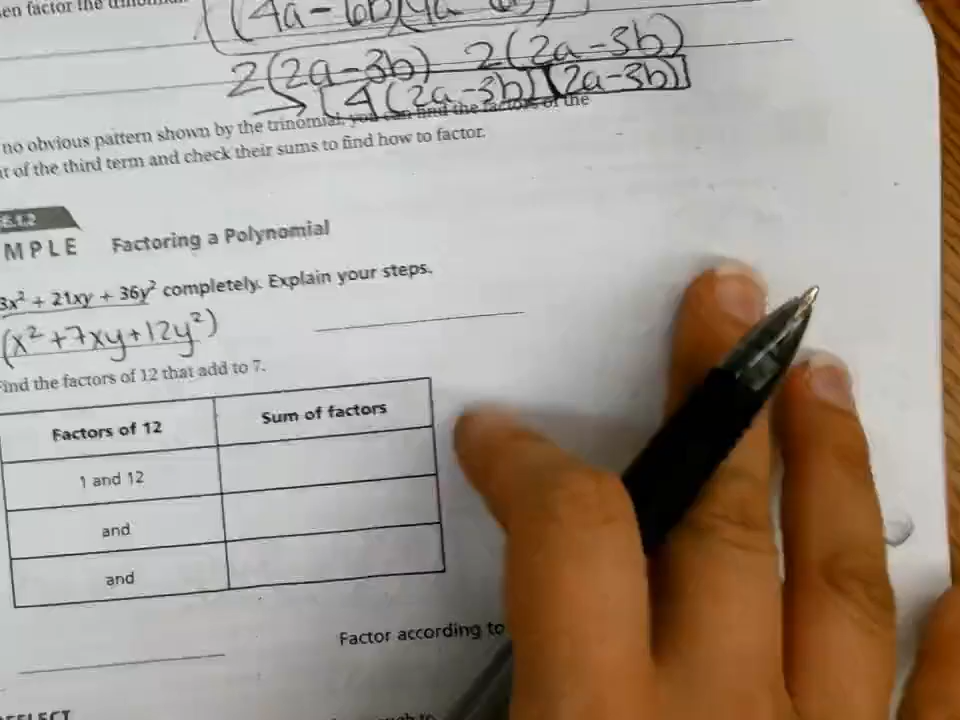 en factor the
(4a-6b)(4a
2(2a-3b) 2(2a-3b)
4(2a-3b)(2a-3b)
no obvious pattern shown by the trinomial, you can find the factors of the
t of the third term and check their sums to find how to factor.
MPLE Factoring a Polynomial
3x² + 21xy + 36y² completely. Explain your steps.
(x²+7xy+12y²)
ind the factors of 12 that add to 7.
Factors of 12 Sum of factors
1 and 12
and
and
Factor according to